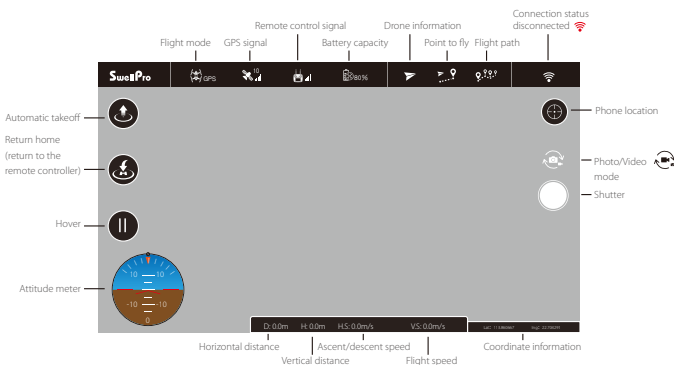 Connection status
disconnected
Remote control signal
Flight mode
GPS signal
Battery capacity
Drone information
Point to fly
Flight path
SwellPro
GPS
10
80%
Automatic takeoff
Phone location
Return home
(return to the
remote controller)
Photo/Video
mode
Shutter
Hover
Attitude meter
10 10
-10 -10
0
D: 0.0m H: 0.0m H.S: 0.0m/s V.S: 0.0m/s
Horizontal distance
Ascent/descent speed
Coordinate information
Vertical distance
Flight speed